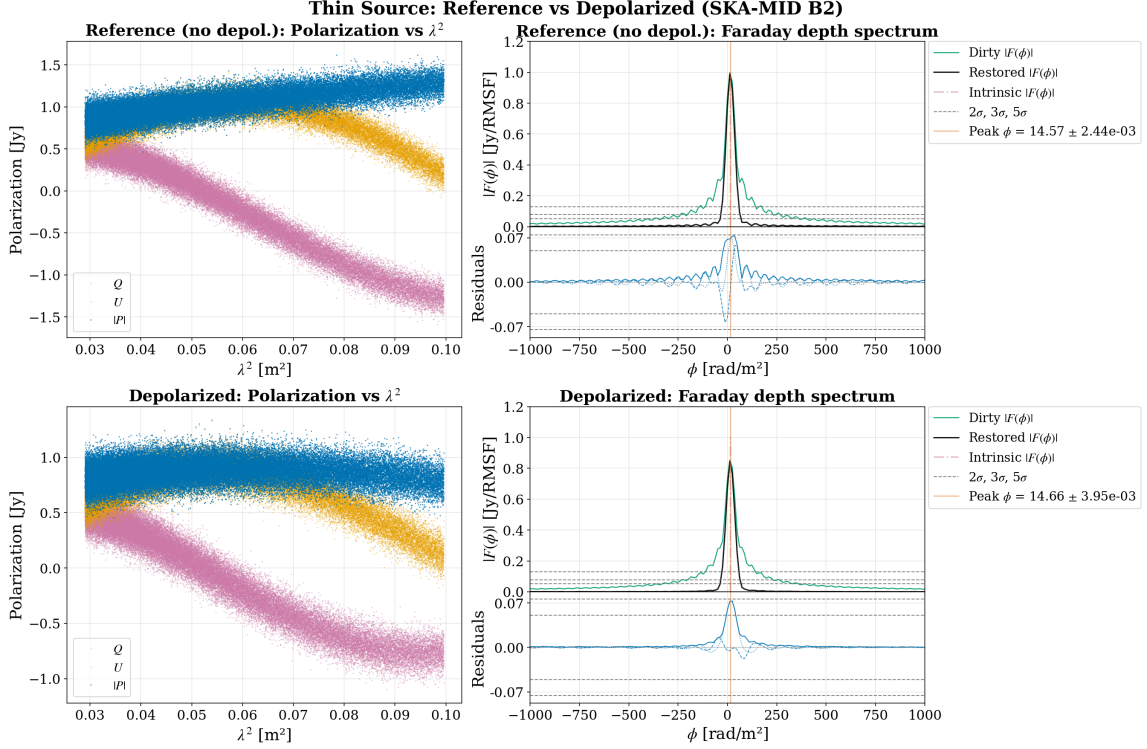 Thin Source: Reference vs Depolarized (SKA-MID B2)
Reference (no depol.): Polarization vs λ²
Polarization [Jy]
1.5
1.0
0.5
0.0
−0.5
−1.0
−1.5
Q
U
|P|
0.03 0.04 0.05 0.06 0.07 0.08 0.09 0.10
λ² [m²]
Reference (no depol.): Faraday depth spectrum
|F(ϕ)| [Jy/RMSF]
1.2
1.0
0.8
0.6
0.4
0.2
0.0
Residuals
0.07
0.00
-0.07
−1000 −750 −500 −250 0 250 500 750 1000
ϕ [rad/m²]
Dirty |F(ϕ)|
Restored |F(ϕ)|
Intrinsic |F(ϕ)|
2σ, 3σ, 5σ
Peak ϕ = 14.57 ± 2.44e-03
Depolarized: Polarization vs λ²
Polarization [Jy]
1.0
0.5
0.0
−0.5
−1.0
Q
U
|P|
0.03 0.04 0.05 0.06 0.07 0.08 0.09 0.10
λ² [m²]
Depolarized: Faraday depth spectrum
|F(ϕ)| [Jy/RMSF]
1.2
1.0
0.8
0.6
0.4
0.2
0.0
Residuals
0.07
0.00
-0.07
−1000 −750 −500 −250 0 250 500 750 1000
ϕ [rad/m²]
Dirty |F(ϕ)|
Restored |F(ϕ)|
Intrinsic |F(ϕ)|
2σ, 3σ, 5σ
Peak ϕ = 14.66 ± 3.95e-03